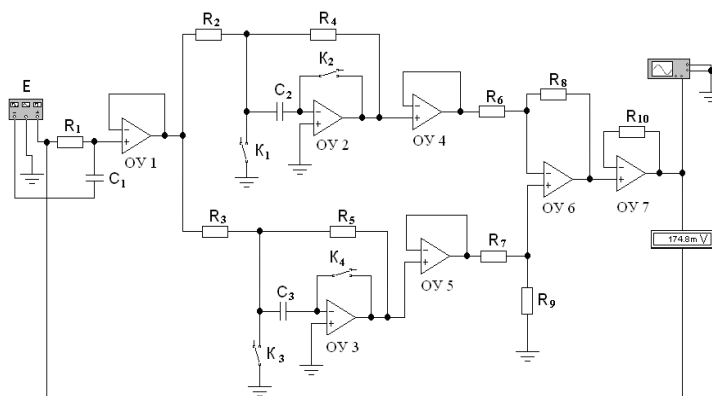 R2
R4
E
K2
C2
R6
R8
R1
R10
ОУ 4
ОУ 2
ОУ 1
K1
C1
ОУ 6
ОУ 7
R3
R5
174.8m V
K4
R7
C3
ОУ 5
R9
ОУ 3
K3